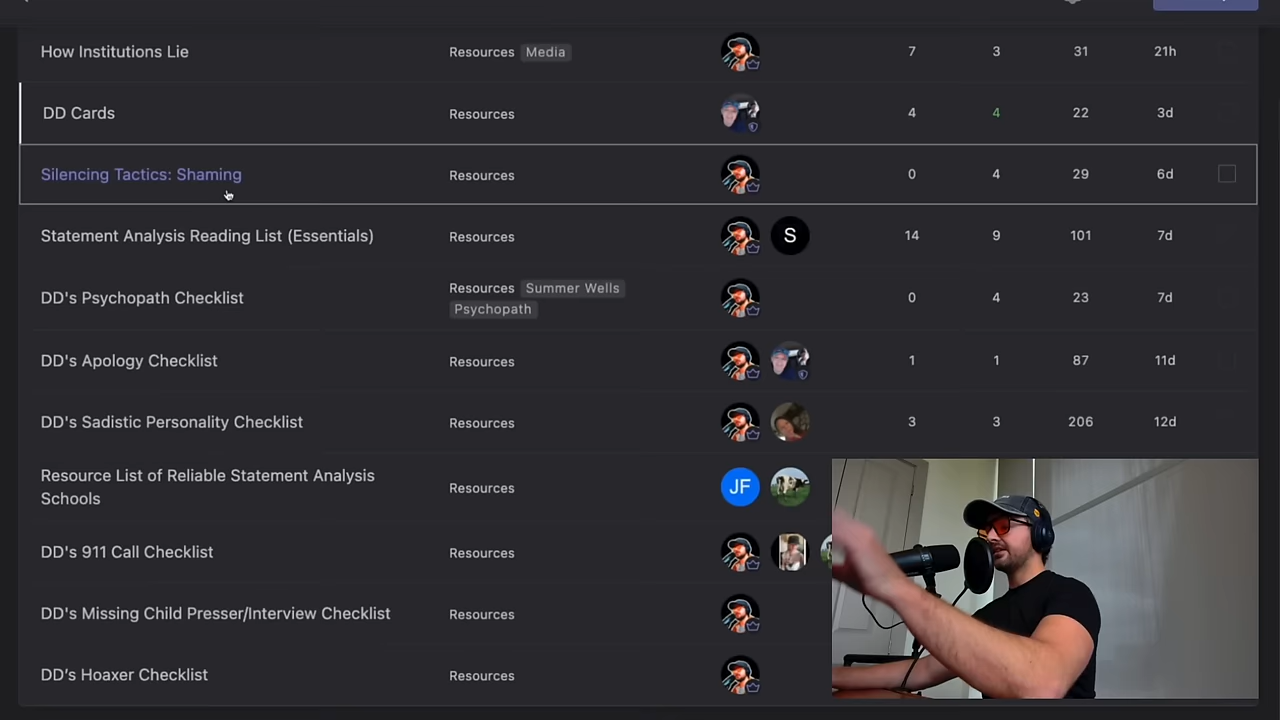 How Institutions Lie Resources Media 7 3 31 21h
DD Cards Resources 4 4 22 3d
Silencing Tactics: Shaming Resources 0 4 29 6d
Statement Analysis Reading List (Essentials) Resources S 14 9 101 7d
DD's Psychopath Checklist Resources Summer Wells 0 4 23 7d
Psychopath
DD's Apology Checklist Resources 1 1 87 11d
DD's Sadistic Personality Checklist Resources 3 3 206 12d
Resource List of Reliable Statement Analysis
Schools Resources JF
DD's 911 Call Checklist Resources
DD's Missing Child Presser/Interview Checklist Resources
DD's Hoaxer Checklist Resources